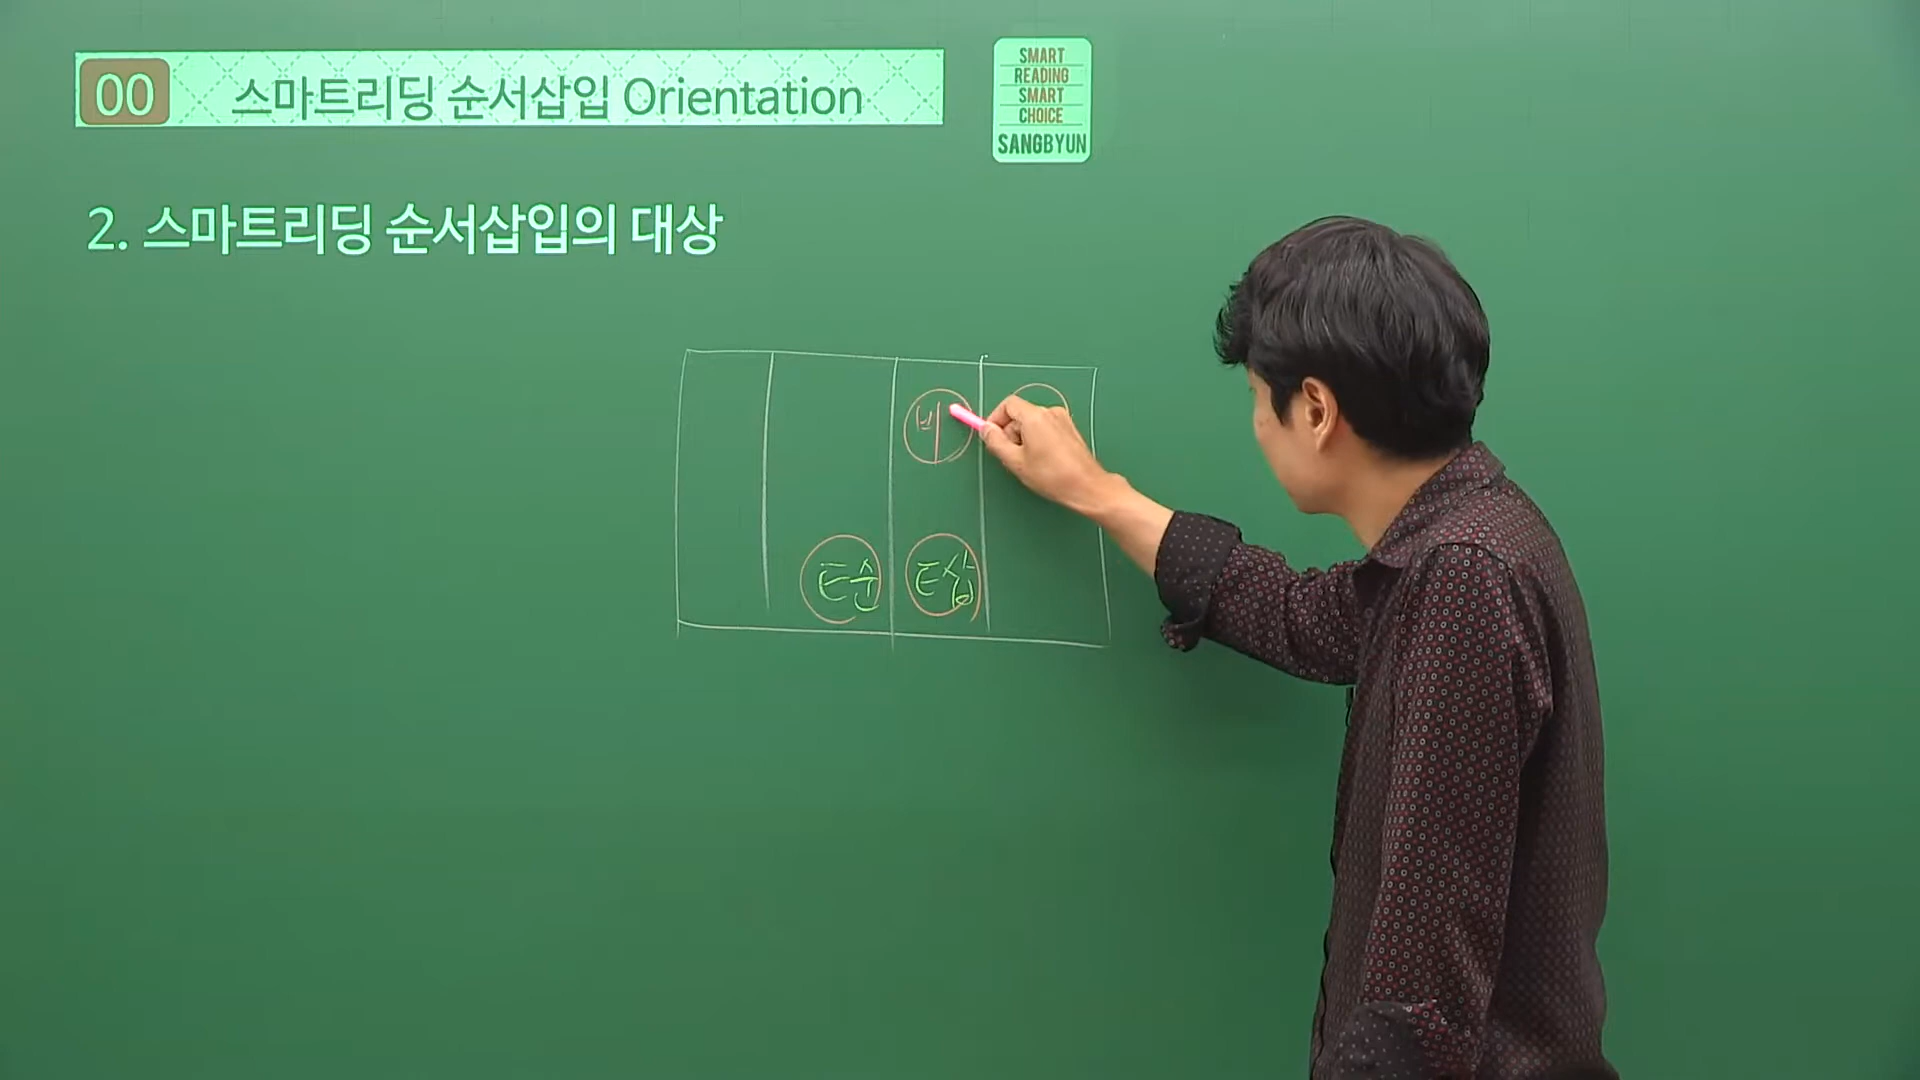 00 스마트리딩 순서삽입 Orientation
SMART
READING
SMART
CHOICE
SANGBYUN
2. 스마트리딩 순서삽입의 대상
비
E순 E삽